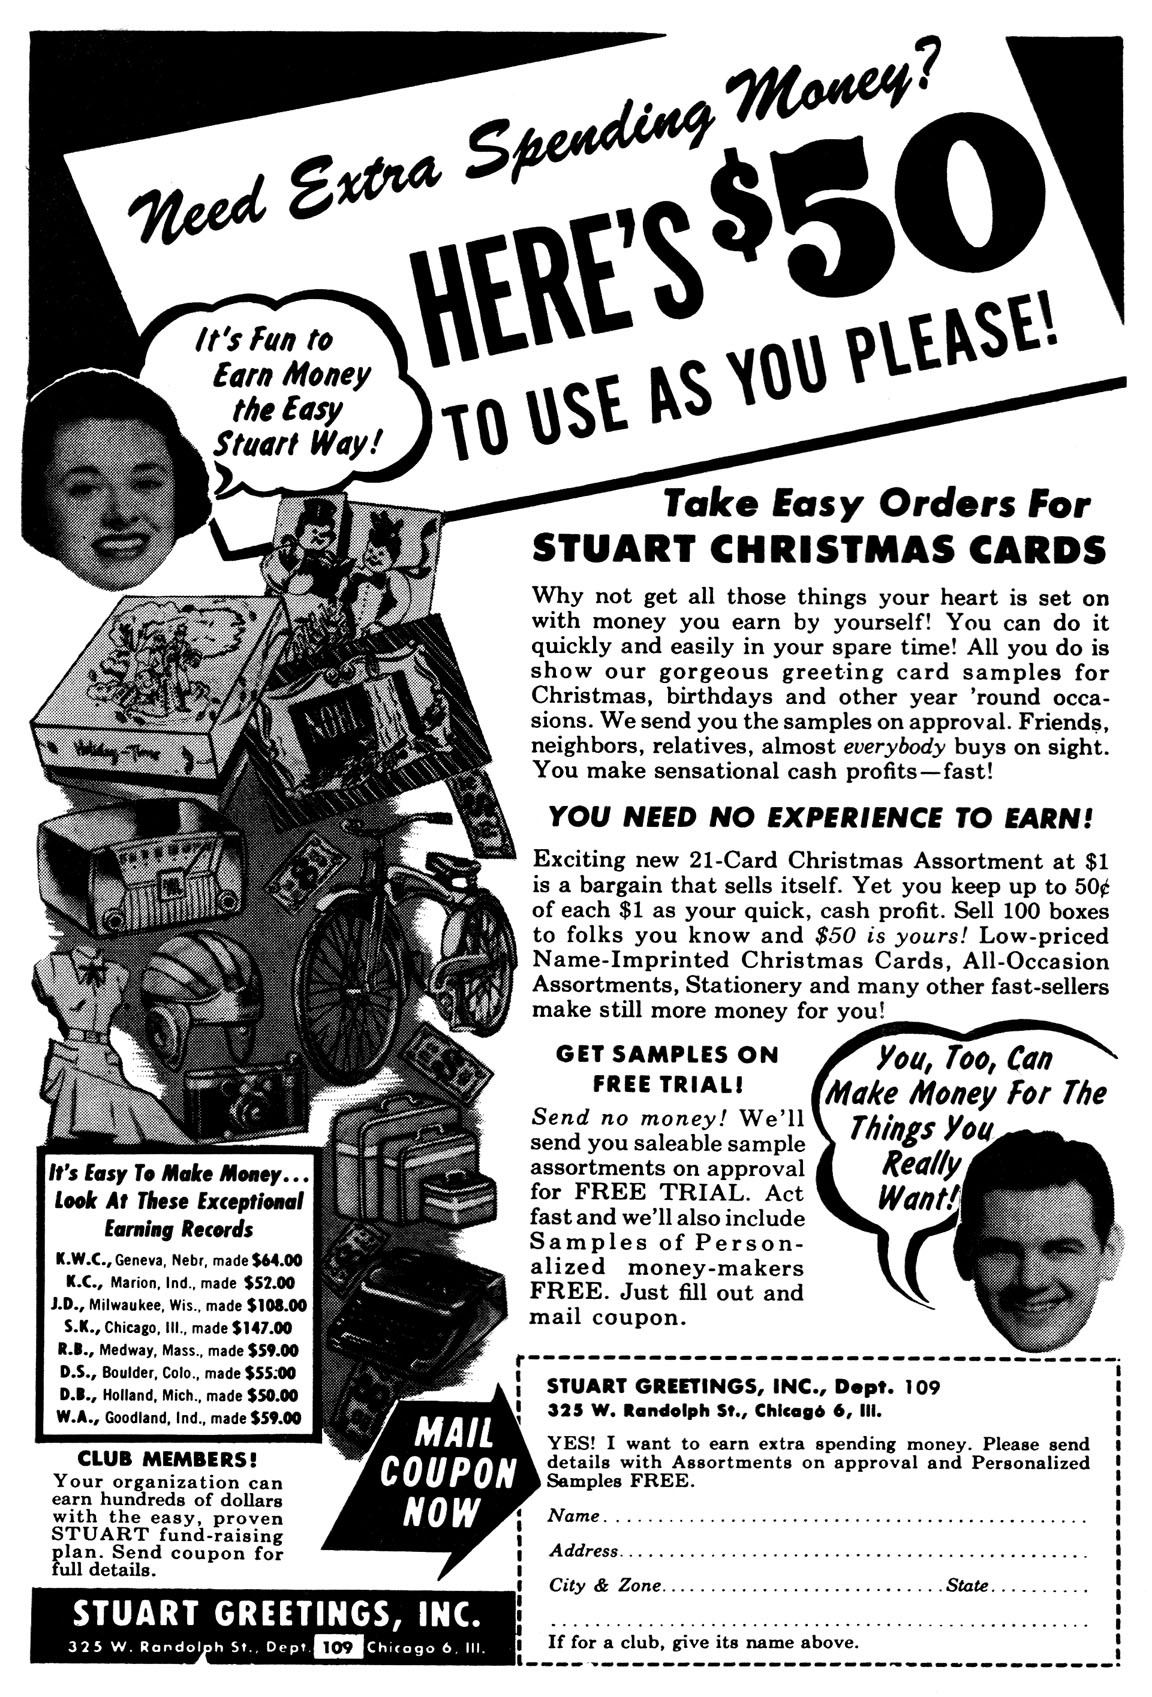 Need Extra Spending Money?
HERE'S $50
TO USE AS YOU PLEASE!
It's Fun to
Earn Money
the Easy
Stuart Way!
Take Easy Orders For
STUART CHRISTMAS CARDS
Why not get all those things your heart is set on
with money you earn by yourself! You can do it
quickly and easily in your spare time! All you do is
show our gorgeous greeting card samples for
Christmas, birthdays and other year 'round occa-
sions. We send you the samples on approval. Friends,
neighbors, relatives, almost everybody buys on sight.
You make sensational cash profits—fast!
Holiday-Time
YOU NEED NO EXPERIENCE TO EARN!
Exciting new 21-Card Christmas Assortment at $1
is a bargain that sells itself. Yet you keep up to 50¢
of each $1 as your quick, cash profit. Sell 100 boxes
to folks you know and $50 is yours! Low-priced
Name-Imprinted Christmas Cards, All-Occasion
Assortments, Stationery and many other fast-sellers
make still more money for you!
GET SAMPLES ON
FREE TRIAL!
Send no money! We'll
send you saleable sample
assortments on approval
for FREE TRIAL. Act
fast and we'll also include
Samples of Person-
alized money-makers
FREE. Just fill out and
mail coupon.
You, Too, Can
Make Money For The
Things You
Really
Want!
It's Easy To Make Money...
Look At These Exceptional
Earning Records
K.W.C., Geneva, Nebr, made $64.00
K.C., Marion, Ind., made $52.00
J.D., Milwaukee, Wis., made $108.00
S.K., Chicago, Ill., made $147.00
R.B., Medway, Mass., made $59.00
D.S., Boulder, Colo., made $55:00
D.B., Holland, Mich., made $50.00
W.A., Goodland, Ind., made $59.00
CLUB MEMBERS!
Your organization can
earn hundreds of dollars
with the easy, proven
STUART fund-raising
plan. Send coupon for
full details.
MAIL
COUPON
NOW
STUART GREETINGS, INC.
325 W. Randolph St., Dept. 109 Chicago 6, Ill.
STUART GREETINGS, INC., Dept. 109
325 W. Randolph St., Chicago 6, Ill.
YES! I want to earn extra spending money. Please send
details with Assortments on approval and Personalized
Samples FREE.
Name
Address
City & Zone State
If for a club, give its name above.